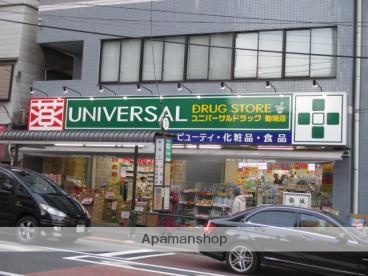 薬
UNIVERSAL
DRUG STORE
ユニバーサルドラッグ 動坂店
ビューティ・化粧品・食品
Apamanshop